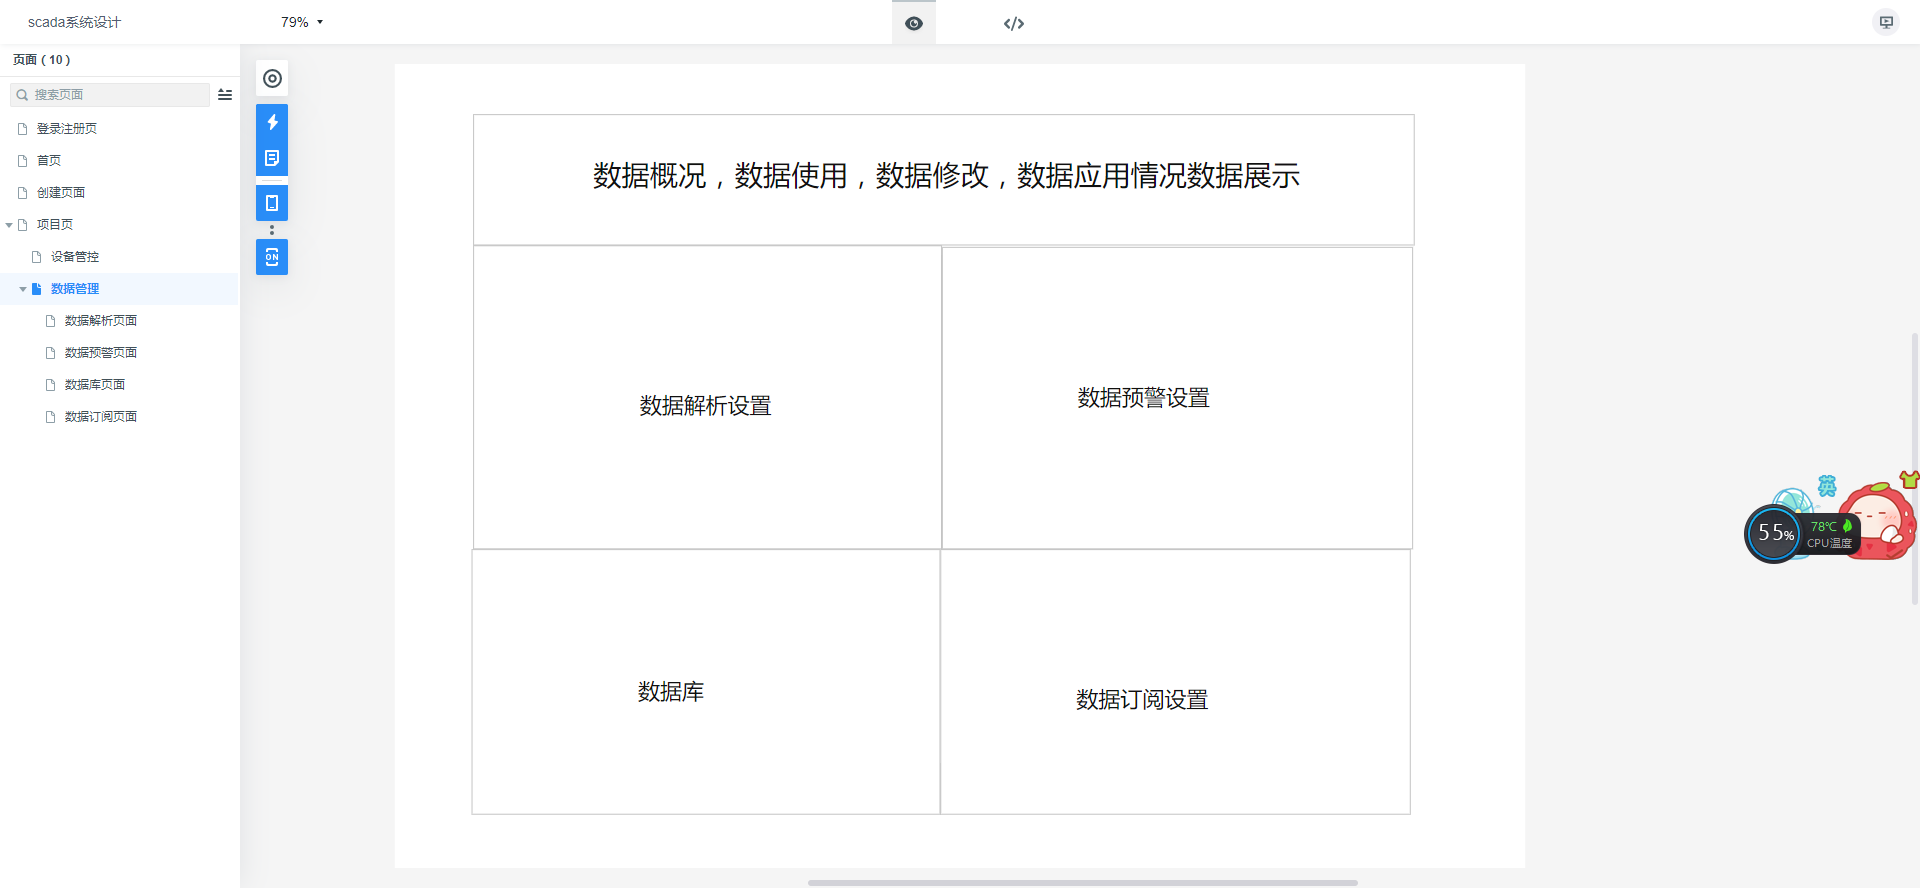 scada系统设计
79%
页面 ( 10 )
搜索页面
登录注册页
首页
创建页面
项目页
设备管控
数据管理
数据解析页面
数据预警页面
数据库页面
数据订阅页面
ON
数据概况，数据使用，数据修改，数据应用情况数据展示
数据解析设置
数据预警设置
数据库
数据订阅设置
英
55%
78℃
CPU温度